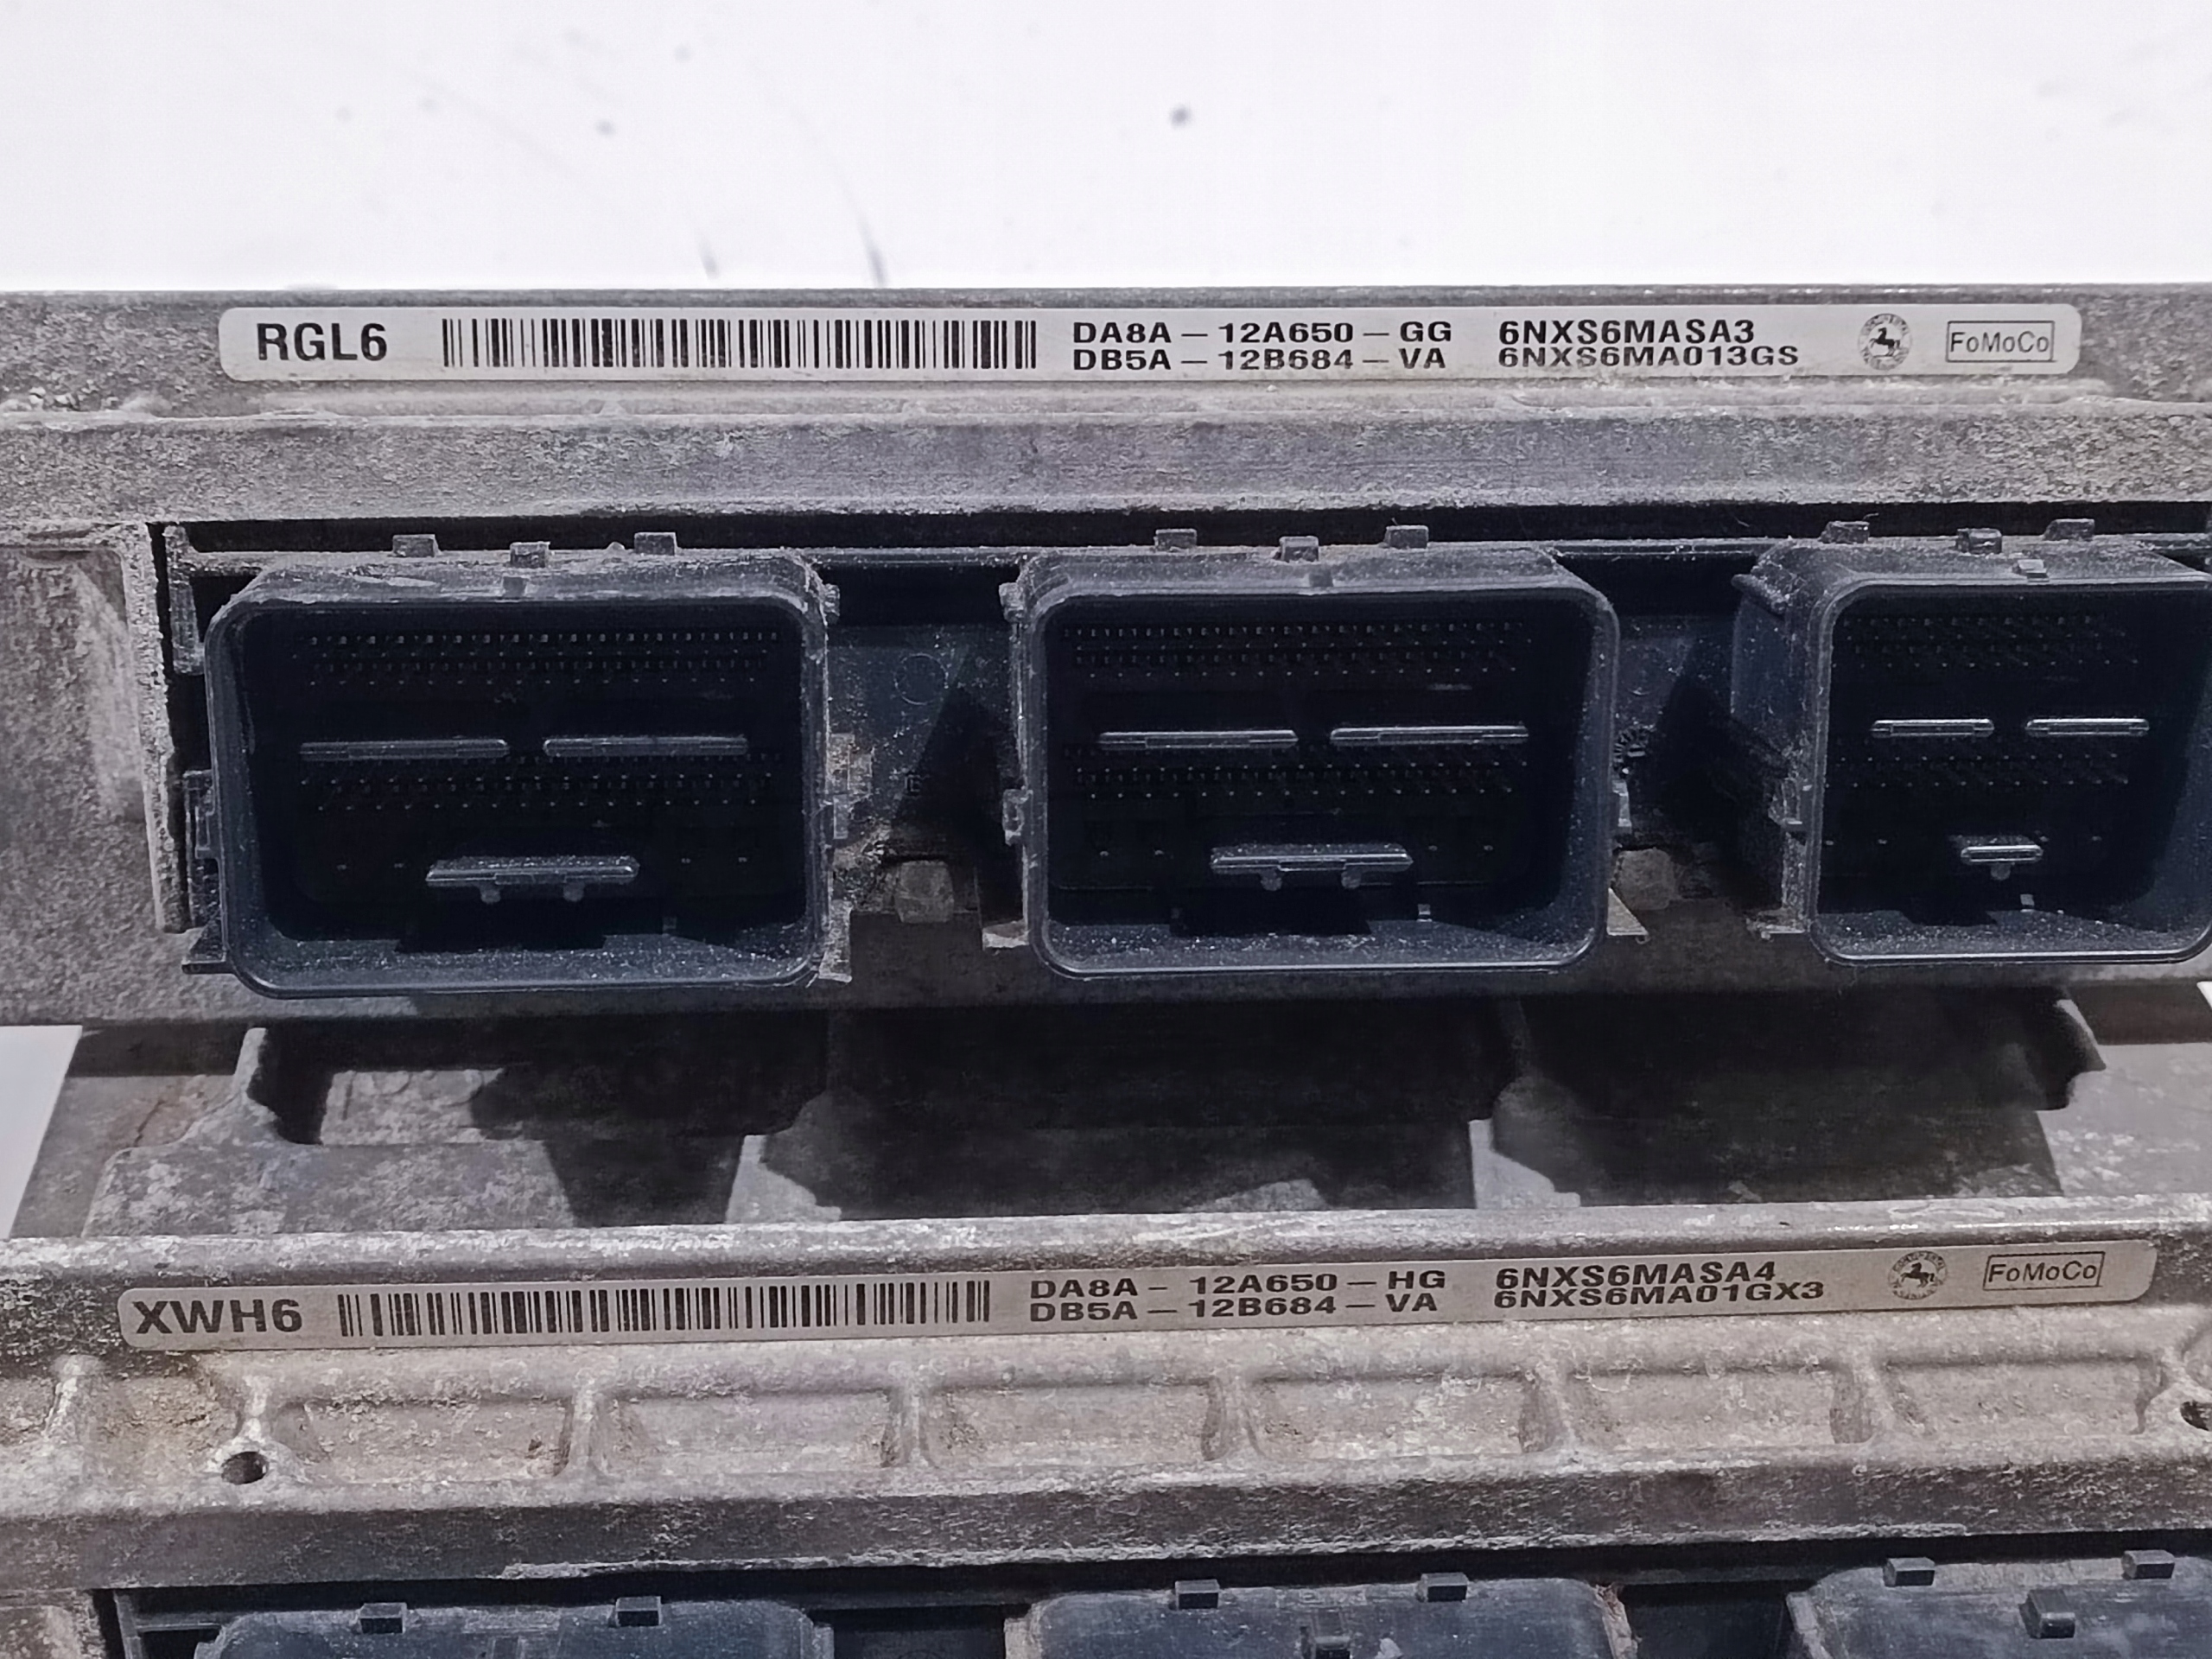 RGL6
DA8A – 12A650 – GG 6NXS6MASA3
DB5A – 12B684 – VA 6NXS6MA013GS
FoMoCo
XWH6
DA8A – 12A650 – HG 6NXS6MASA4
DB5A – 12B684 – VA 6NXS6MA01GX3
FoMoCo